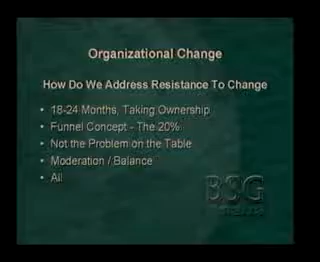 Organizational Change
How Do We Address Resistance To Change
• 18-24 Months, Taking Ownership
• Funnel Concept - The 20%
• Not the Problem on the Table
• Moderation / Balance
• All